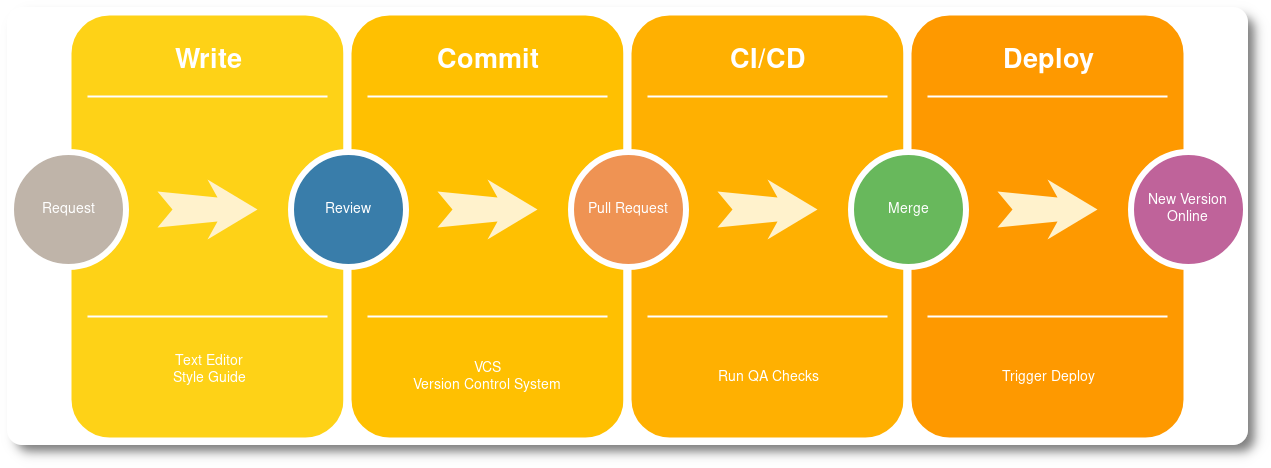 Write
Commit
CI/CD
Deploy
Request
Review
Pull Request
Merge
New Version
Online
Text Editor
Style Guide
VCS
Version Control System
Run QA Checks
Trigger Deploy